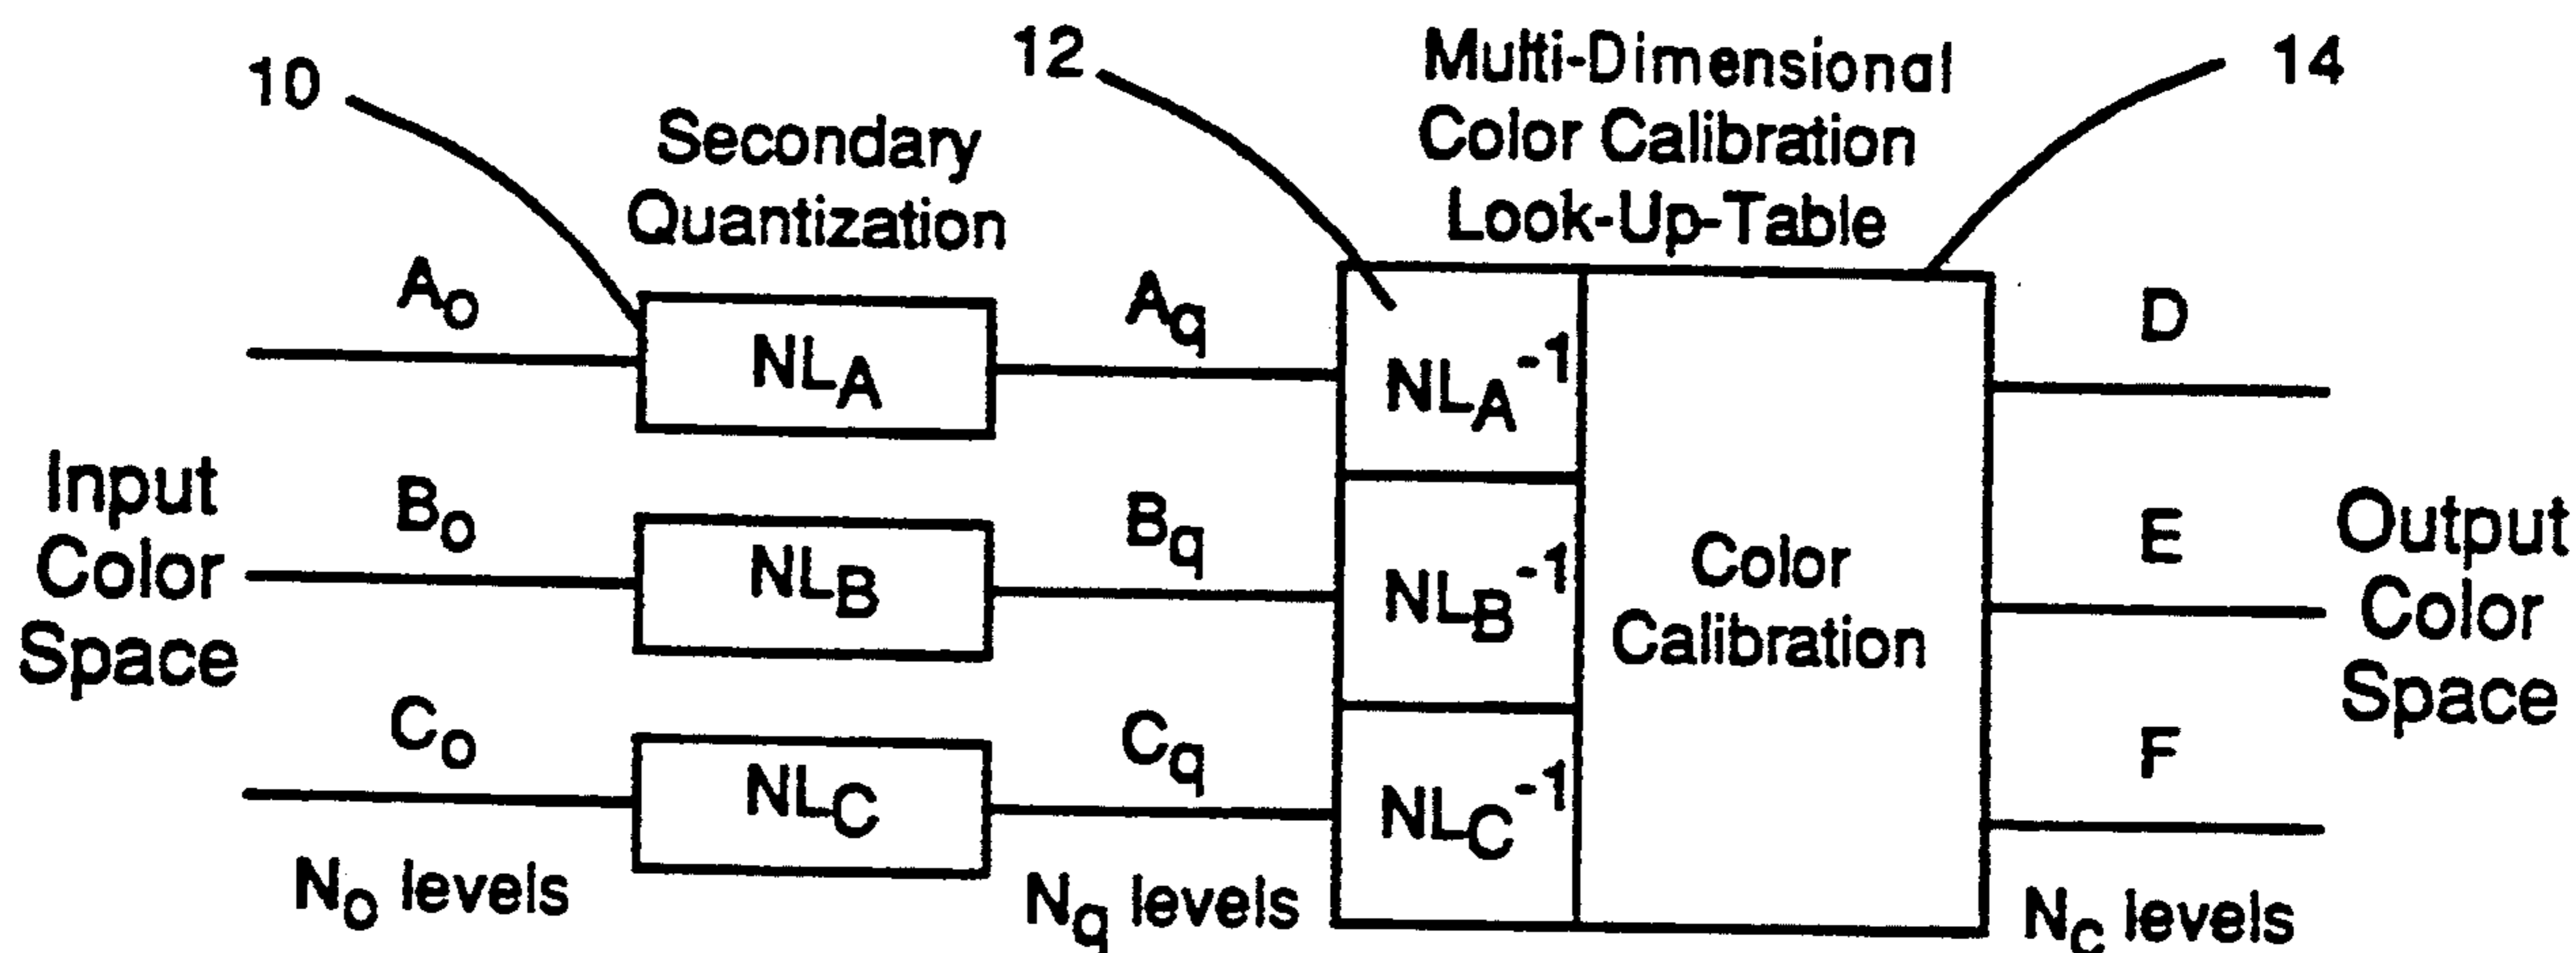 10
12
14
Secondary
Quantization
Multi-Dimensional
Color Calibration
Look-Up-Table
Ao
NLA
Aq
NLA-1
D
Input
Color
Space
Bo
NLB
Bq
NLB-1
Color
Calibration
E
Output
Color
Space
Co
NLC
Cq
NLC-1
F
No levels
Nq levels
Nc levels